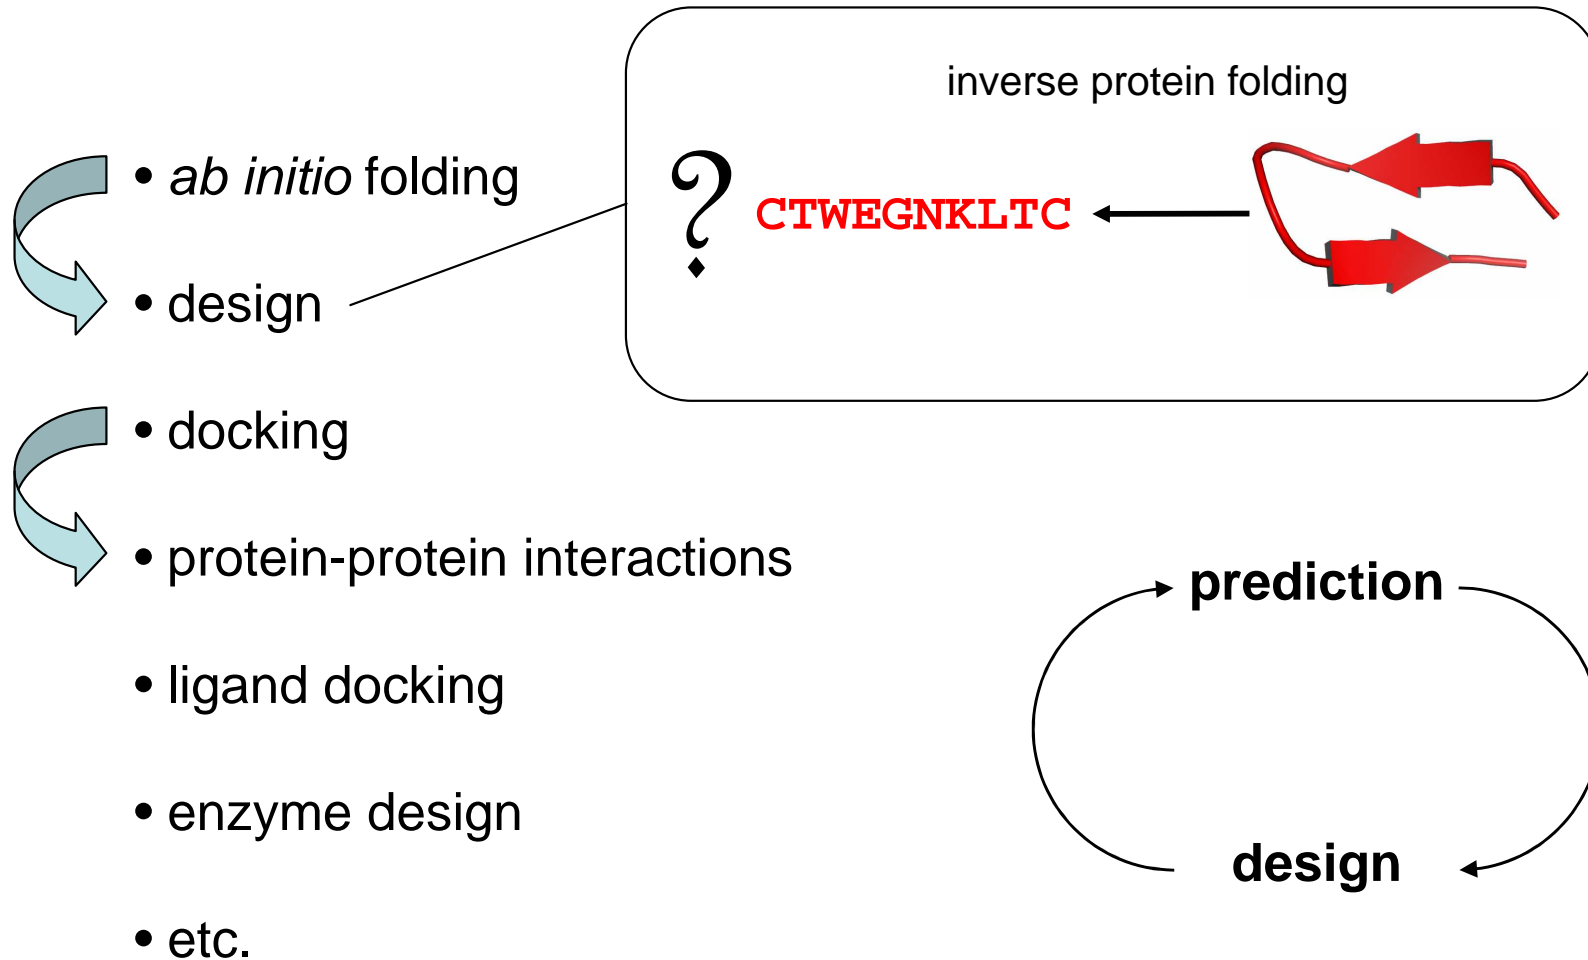 inverse protein folding
• ab initio folding
? CTWEGNKLTC
• design
• docking
• protein-protein interactions
prediction
• ligand docking
• enzyme design
design
• etc.